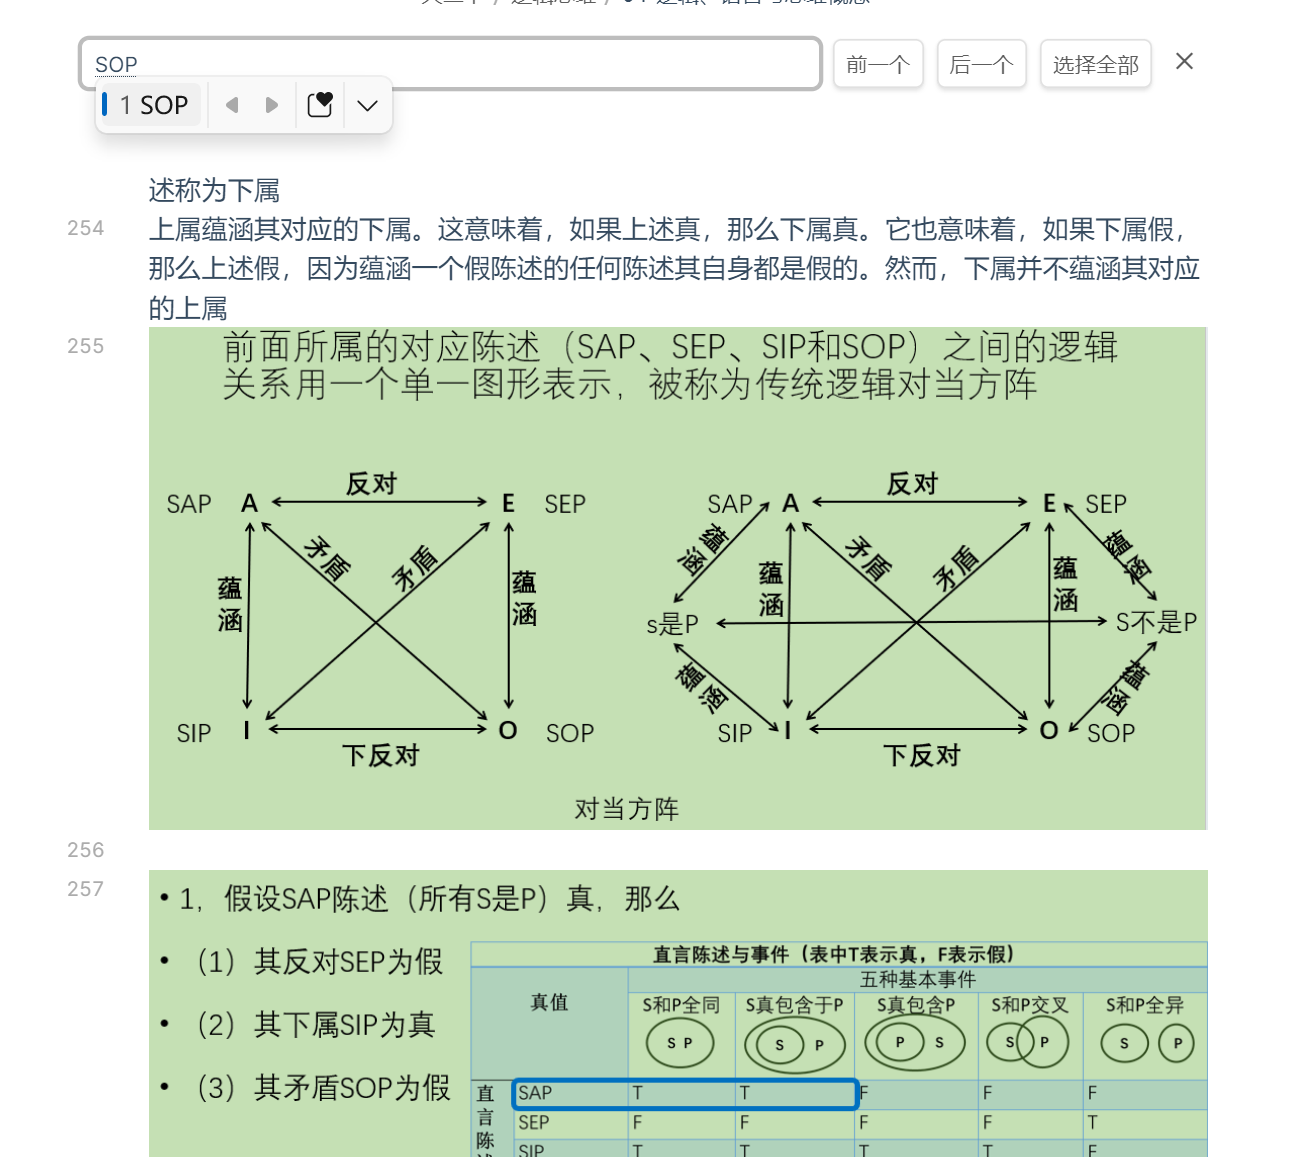 SOP
前一个
后一个
选择全部
1 SOP
述称为下属
254
上属蕴涵其对应的下属。这意味着，如果上述真，那么下属真。它也意味着，如果下属假，
那么上述假，因为蕴涵一个假陈述的任何陈述其自身都是假的。然而，下属并不蕴涵其对应
的上属
255
前面所属的对应陈述（SAP、SEP、SIP和SOP）之间的逻辑
关系用一个单一图形表示，被称为传统逻辑对当方阵
SAP A 反对 E SEP
矛盾 矛盾
蕴涵 蕴涵
SIP I 下反对 O SOP
SAP A 反对 E SEP
蕴涵 矛盾 矛盾 蕴涵
蕴涵 蕴涵
s是P S不是P
蕴涵 蕴涵
SIP I 下反对 O SOP
对当方阵
256
257
• 1，假设SAP陈述（所有S是P）真，那么
• （1）其反对SEP为假
• （2）其下属SIP为真
• （3）其矛盾SOP为假
直言陈述与事件（表中T表示真，F表示假）
真值 五种基本事件
S和P全同 S真包含于P S真包含P S和P交叉 S和P全异
S P S P P S S P S P
直言陈
SAP T T F F F
SEP F F F F T
SIP T T T T F